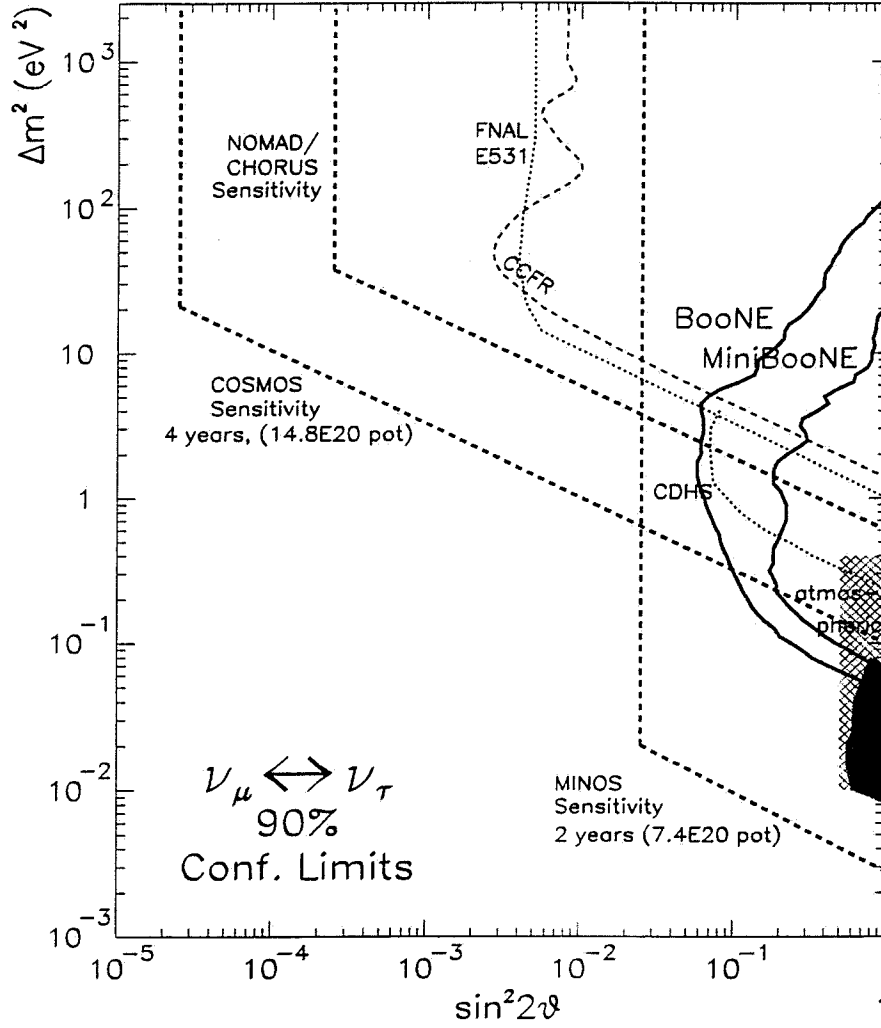 Δm² (eV²)
10³
10²
10
1
10⁻¹
10⁻²
10⁻³
NOMAD/
CHORUS
Sensitivity
FNAL
E531
CCFR
BooNE
MiniBooNE
COSMOS
Sensitivity
4 years, (14.8E20 pot)
CDHS
atmos-
pheric
ν_μ ↔ ν_τ
90%
Conf. Limits
MINOS
Sensitivity
2 years (7.4E20 pot)
10⁻⁵ 10⁻⁴ 10⁻³ 10⁻² 10⁻¹
sin²2ϑ